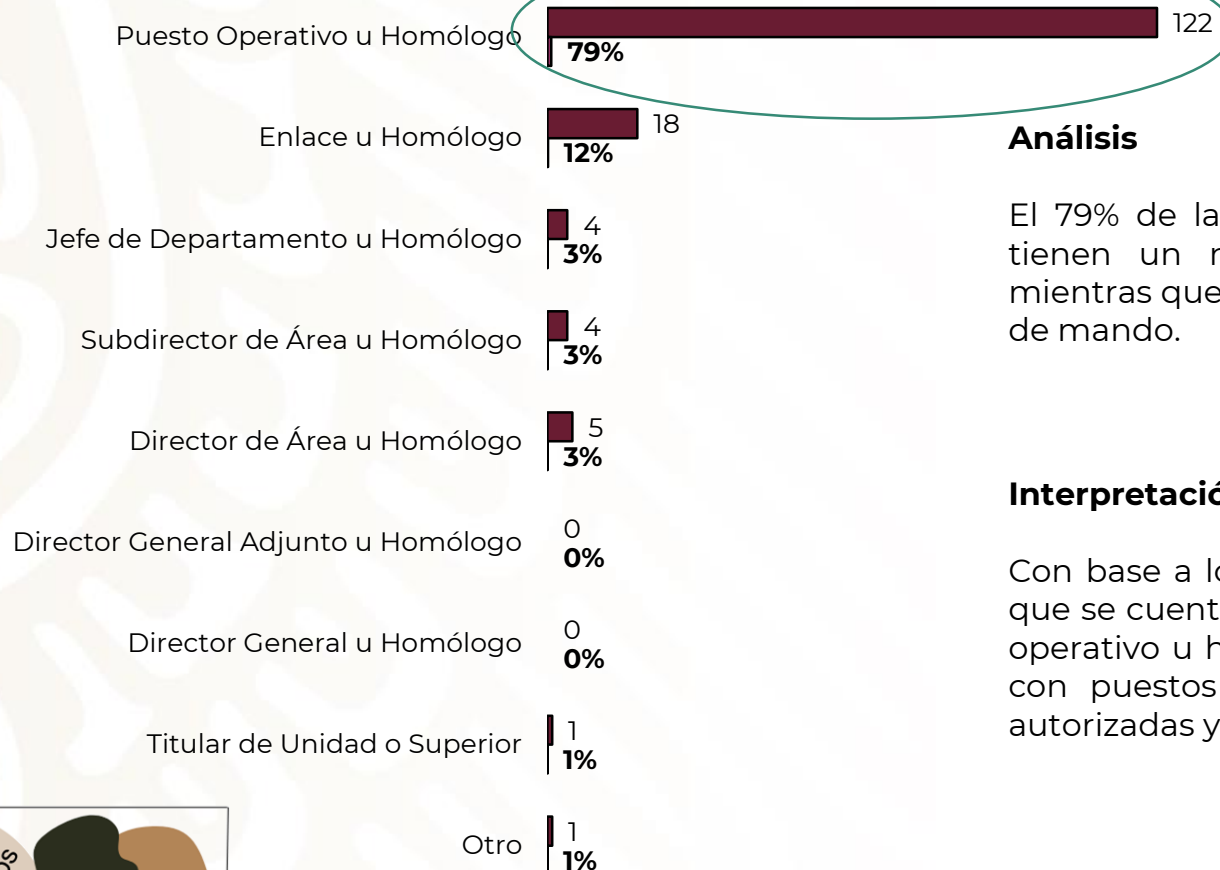 Puesto Operativo u Homólogo
122
79%
Enlace u Homólogo
18
12%
Jefe de Departamento u Homólogo
4
3%
Subdirector de Área u Homólogo
4
3%
Director de Área u Homólogo
5
3%
Director General Adjunto u Homólogo
0
0%
Director General u Homólogo
0
0%
Titular de Unidad o Superior
1
1%
Otro
1
1%
Análisis
El 79% de la
tienen un
mientras que
de mando.
Interpretació
Con base a lo
que se cuent
operativo u h
con puestos
autorizadas y
OS